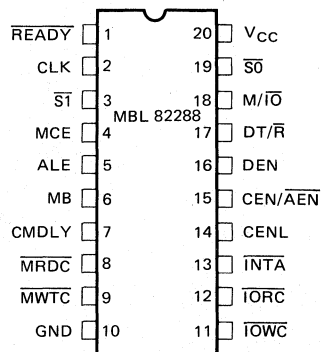 READY 1 20 VCC
CLK 2 19 S0
S1 3 18 M/IO
MBL 82288
MCE 4 17 DT/R
ALE 5 16 DEN
MB 6 15 CEN/AEN
CMDLY 7 14 CENL
MRDC 8 13 INTA
MWTC 9 12 IORC
GND 10 11 IOWC